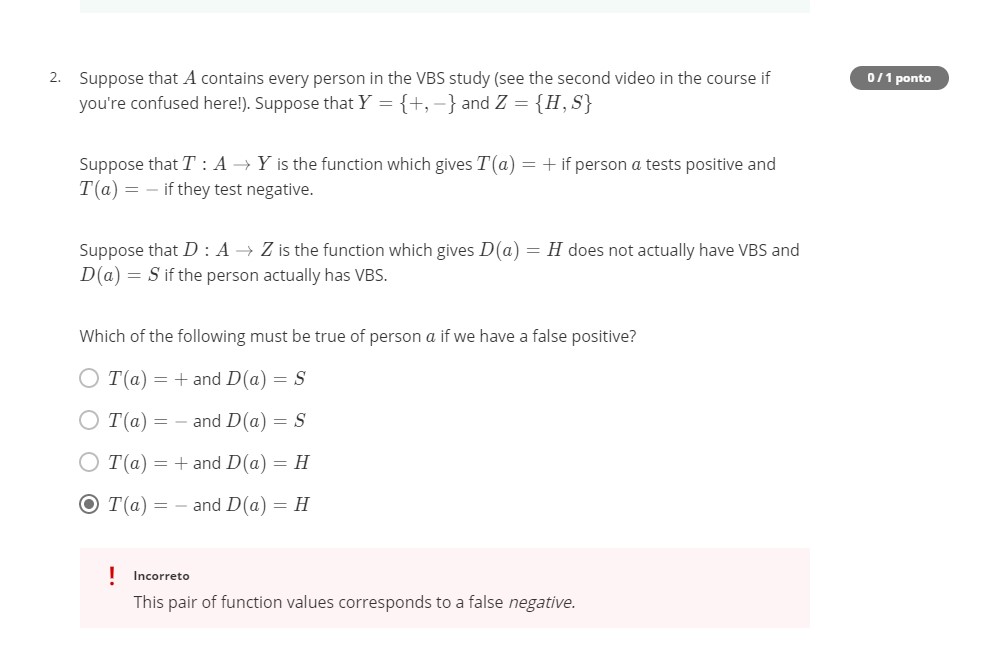 2. Suppose that A contains every person in the VBS study (see the second video in the course if
0 / 1 ponto
you're confused here!). Suppose that Y = {+, −} and Z = {H, S}
Suppose that T : A → Y is the function which gives T(a) = + if person a tests positive and
T(a) = − if they test negative.
Suppose that D : A → Z is the function which gives D(a) = H does not actually have VBS and
D(a) = S if the person actually has VBS.
Which of the following must be true of person a if we have a false positive?
T(a) = + and D(a) = S
T(a) = − and D(a) = S
T(a) = + and D(a) = H
T(a) = − and D(a) = H
! Incorreto
This pair of function values corresponds to a false negative.